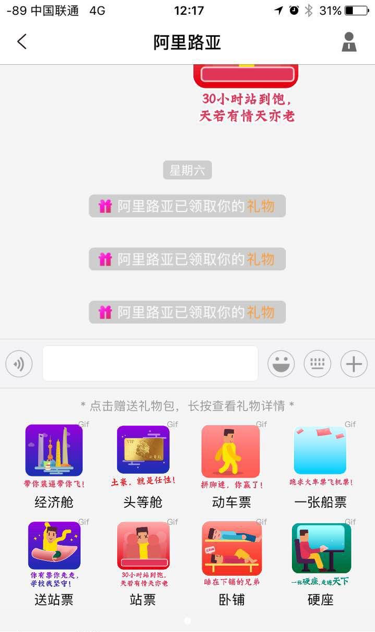 -89 中国联通 4G 12:17 31%
阿里路亚
30小时站到饱，
天若有情天亦老
星期六
阿里路亚已领取你的礼物
阿里路亚已领取你的礼物
阿里路亚已领取你的礼物
* 点击赠送礼物包，长按查看礼物详情 *
Gif Gif Gif Gif
带你装逼带你飞！ 土豪，就是任性！ 拼脚速，你赢了！ 跪求火车票飞机票！
经济舱 头等舱 动车票 一张船票
Gif Gif Gif Gif
你有票你先走，
学校我坚守！
30小时站到饱，
天若有情天亦老
睡在下铺的兄弟
一张硬座，走遍天下
送站票 站票 卧铺 硬座